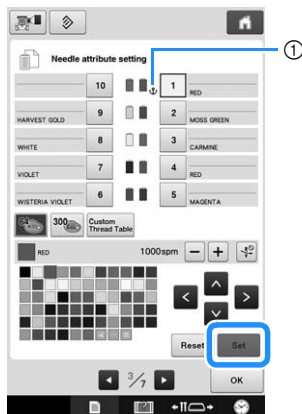 Needle attribute setting
①
10 1 RED
HARVEST GOLD 9 2 MOSS GREEN
WHITE 8 3 CARMINE
VIOLET 7 4 RED
WISTERIA VIOLET 6 5 MAGENTA
64 300 Custom
Thread Table
RED 1000spm − +
Reset Set
3/7 OK